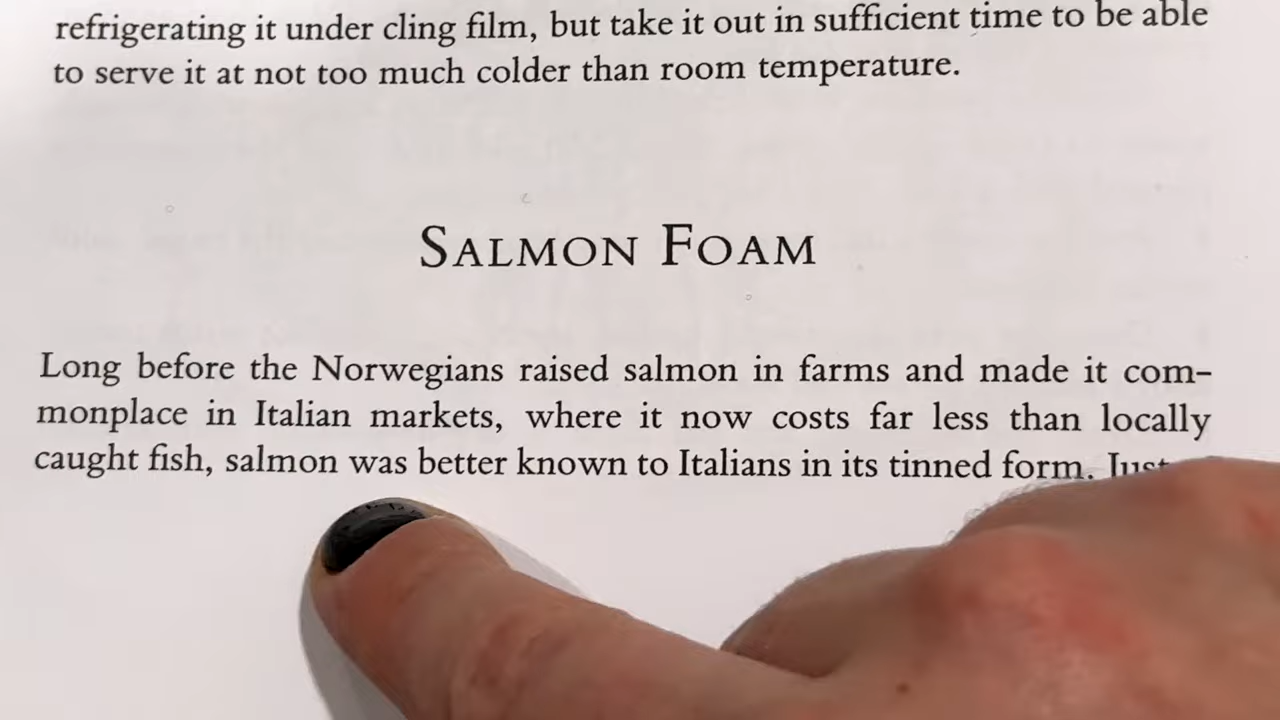 refrigerating it under cling film, but take it out in sufficient time to be able
to serve it at not too much colder than room temperature.
SALMON FOAM
Long before the Norwegians raised salmon in farms and made it com-
monplace in Italian markets, where it now costs far less than locally
caught fish, salmon was better known to Italians in its tinned form.